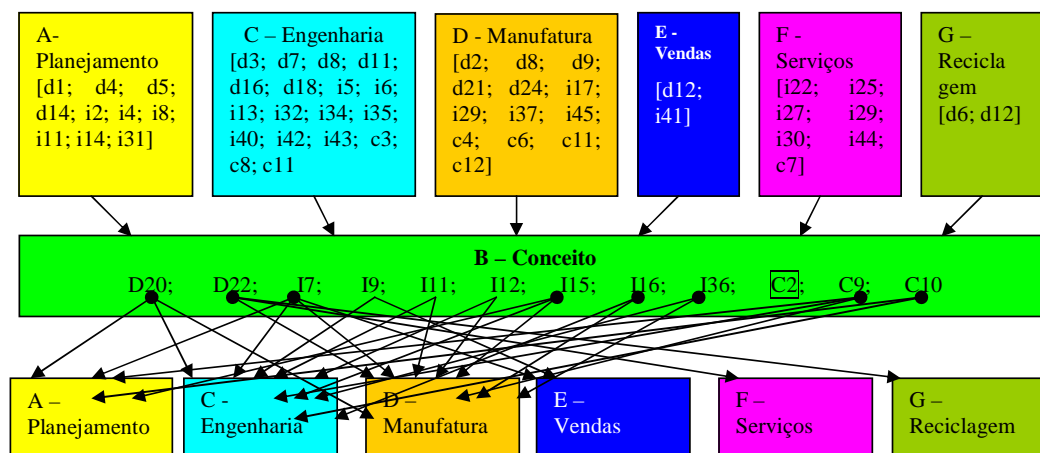 A-
Planejamento
[d1; d4; d5;
d14; i2; i4; i8;
i11; i14; i31]
C – Engenharia
[d3; d7; d8; d11;
d16; d18; i5; i6;
i13; i32; i34; i35;
i40; i42; i43; c3;
c8; c11
D - Manufatura
[d2; d8; d9;
d21; d24; i17;
i29; i37; i45;
c4; c6; c11;
c12]
E -
Vendas
[d12;
i41]
F -
Serviços
[i22; i25;
i27; i29;
i30; i44;
c7]
G –
Recicla
gem
[d6; d12]
B – Conceito
D20; D22; I7; I9; I11; I12; I15; I16; I36; C2; C9; C10
A –
Planejamento
C -
Engenharia
D –
Manufatura
E –
Vendas
F –
Serviços
G –
Reciclagem